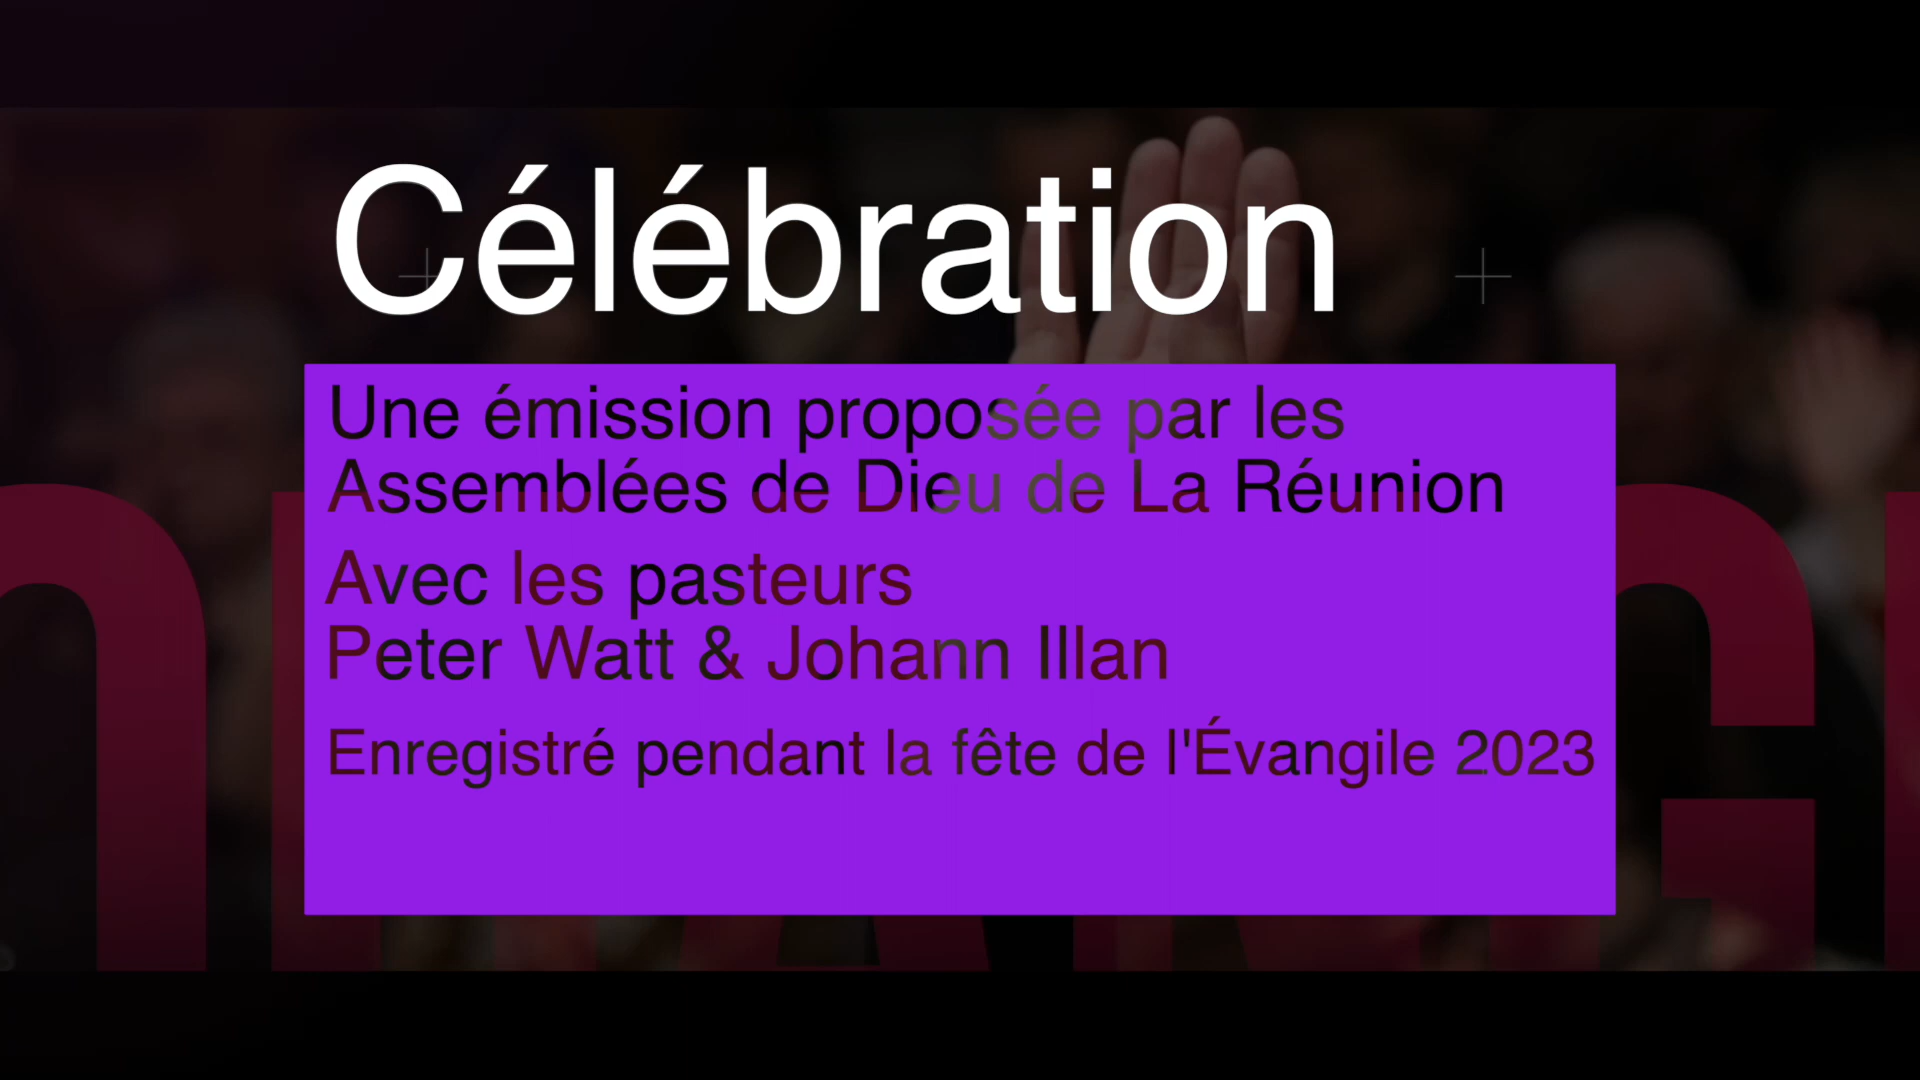 Célébration
Une émission proposée par les
Assemblées de Dieu de La Réunion
Avec les pasteurs
Peter Watt & Johann Illan
Enregistré pendant la fête de l'Évangile 2023